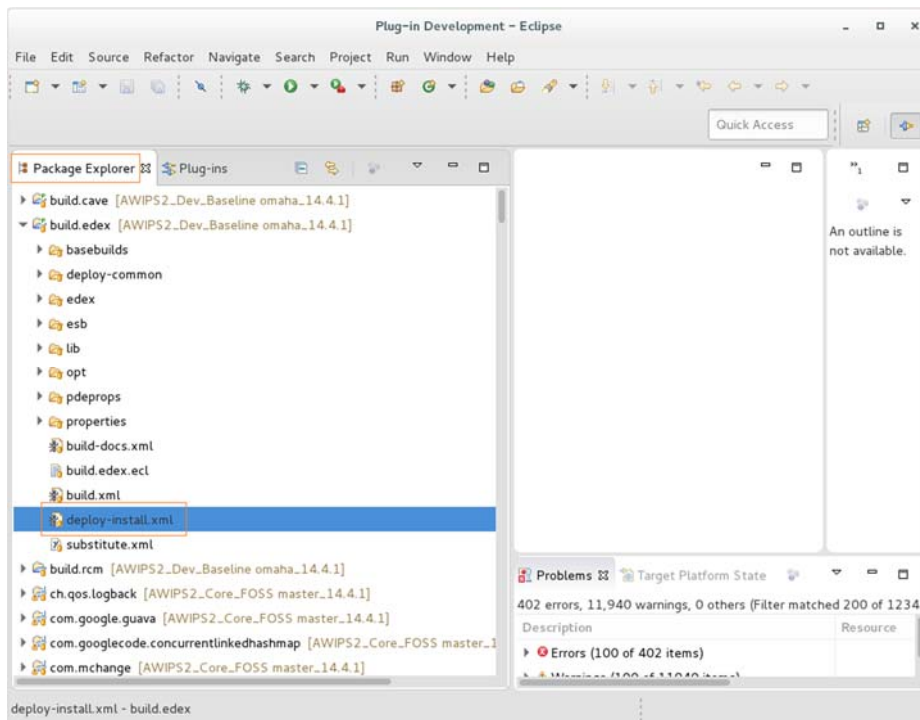 Plug-in Development - Eclipse
File Edit Source Refactor Navigate Search Project Run Window Help
Quick Access
Package Explorer
Plug-ins
build.cave [AWIPS2_Dev_Baseline omaha_14.4.1]
build.edex [AWIPS2_Dev_Baseline omaha_14.4.1]
basebuilds
deploy-common
edex
esb
lib
opt
pdeprops
properties
build-docs.xml
build.edex.ecl
build.xml
deploy-install.xml
substitute.xml
build.rcm [AWIPS2_Dev_Baseline omaha_14.4.1]
ch.qos.logback [AWIPS2_Core_FOSS master_14.4.1]
com.google.guava [AWIPS2_Core_FOSS master_14.4.1]
com.googlecode.concurrentlinkedhashmap [AWIPS2_Core_FOSS master_1
com.mchange [AWIPS2_Core_FOSS master_14.4.1]
»1
An outline is
not available.
Problems
Target Platform State
402 errors, 11,940 warnings, 0 others (Filter matched 200 of 1234
Description Resource
Errors (100 of 402 items)
Warnings (100 of 11940 items)
deploy-install.xml - build.edex